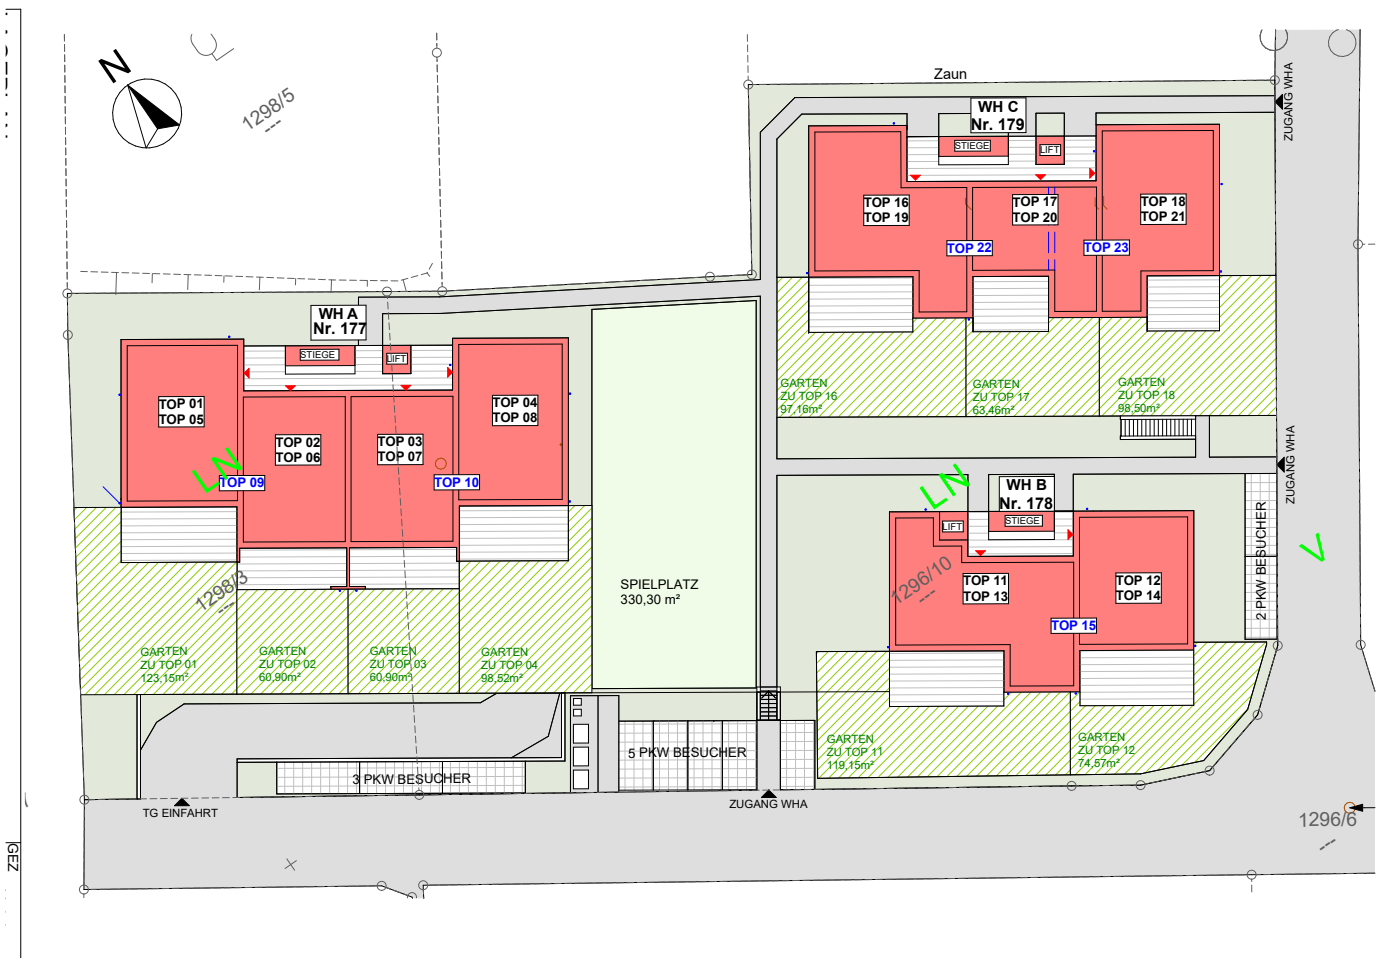 N
1298/5
Zaun
ZUGANG WHA
WH C
Nr. 179
STIEGE
LIFT
TOP 16
TOP 19
TOP 17
TOP 20
TOP 18
TOP 21
TOP 22
TOP 23
GARTEN
ZU TOP 16
97,16m²
GARTEN
ZU TOP 17
63,46m²
GARTEN
ZU TOP 18
98,50m²
WH A
Nr. 177
STIEGE
LIFT
TOP 01
TOP 05
TOP 02
TOP 06
TOP 03
TOP 07
TOP 04
TOP 08
LN
TOP 09
TOP 10
1298/3
GARTEN
ZU TOP 01
123,15m²
GARTEN
ZU TOP 02
60,90m²
GARTEN
ZU TOP 03
60,90m²
GARTEN
ZU TOP 04
98,52m²
SPIELPLATZ
330,30 m²
ZUGANG WHA
LN
WH B
Nr. 178
LIFT
STIEGE
1296/10
TOP 11
TOP 13
TOP 12
TOP 14
TOP 15
2 PKW BESUCHER
V
GARTEN
ZU TOP 11
119,15m²
GARTEN
ZU TOP 12
74,57m²
5 PKW BESUCHER
3 PKW BESUCHER
TG EINFAHRT
ZUGANG WHA
1296/6
GEZ